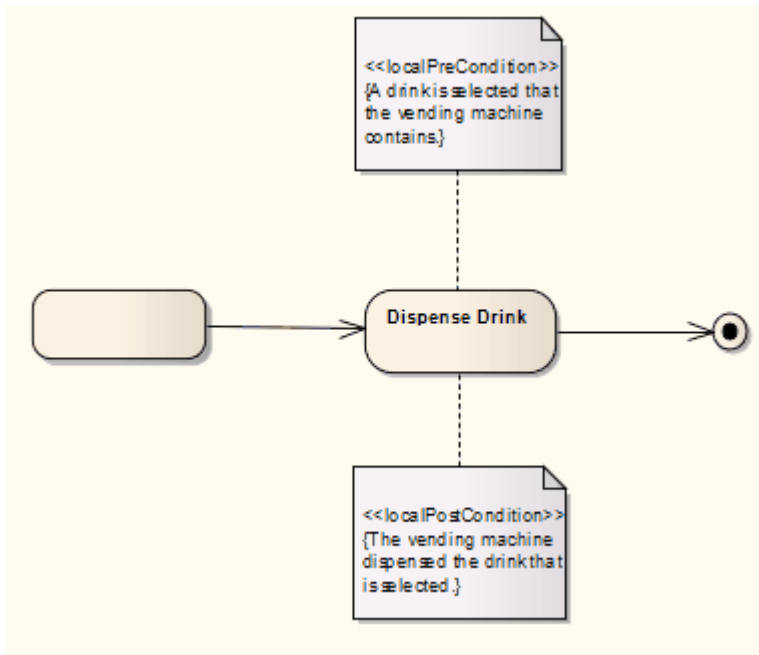 <<localPreCondition>>
{A drink is selected that
the vending machine
contains.}
Dispense Drink
<<localPostCondition>>
{The vending machine
dispensed the drink that
is selected.}